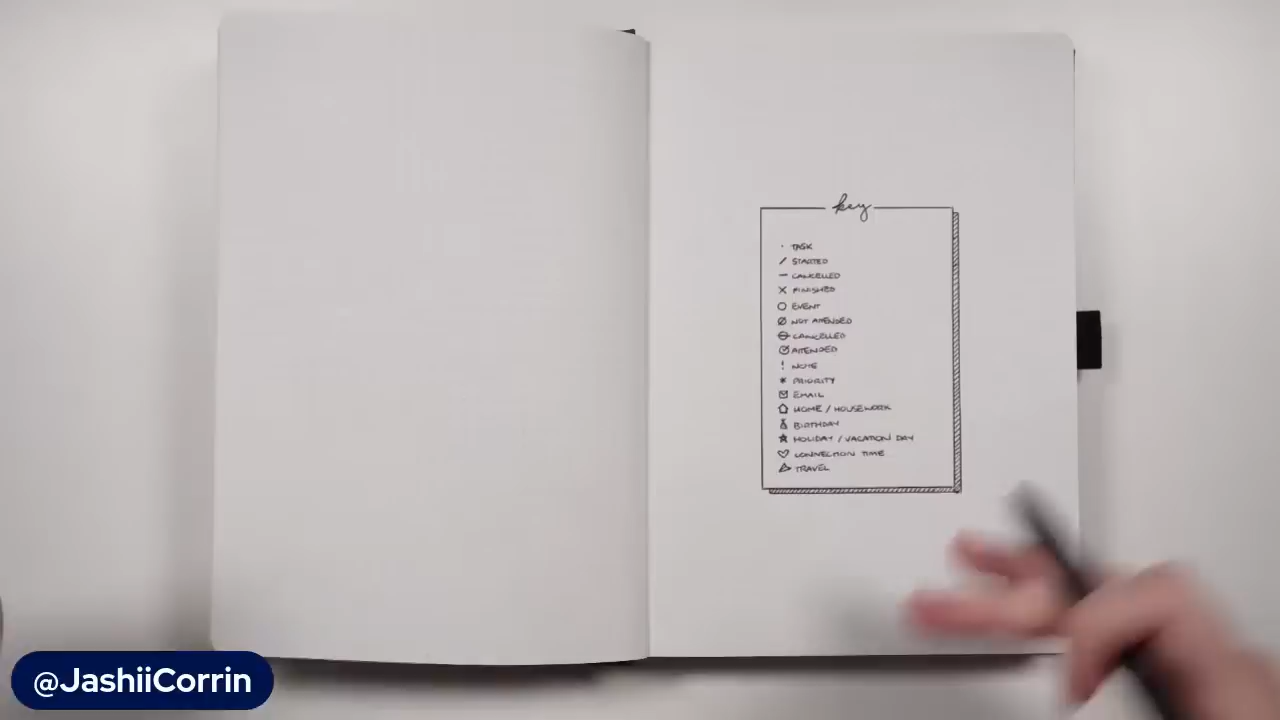 key
TASK
STARTED
CANCELLED
FINISHED
EVENT
NOT ATTENDED
CANCELLED
ATTENDED
NOTE
PRIORITY
EMAIL
HOME / HOUSEWORK
BIRTHDAY
HOLIDAY / VACATION DAY
CONNECTION TIME
TRAVEL
@JashiiCorrin